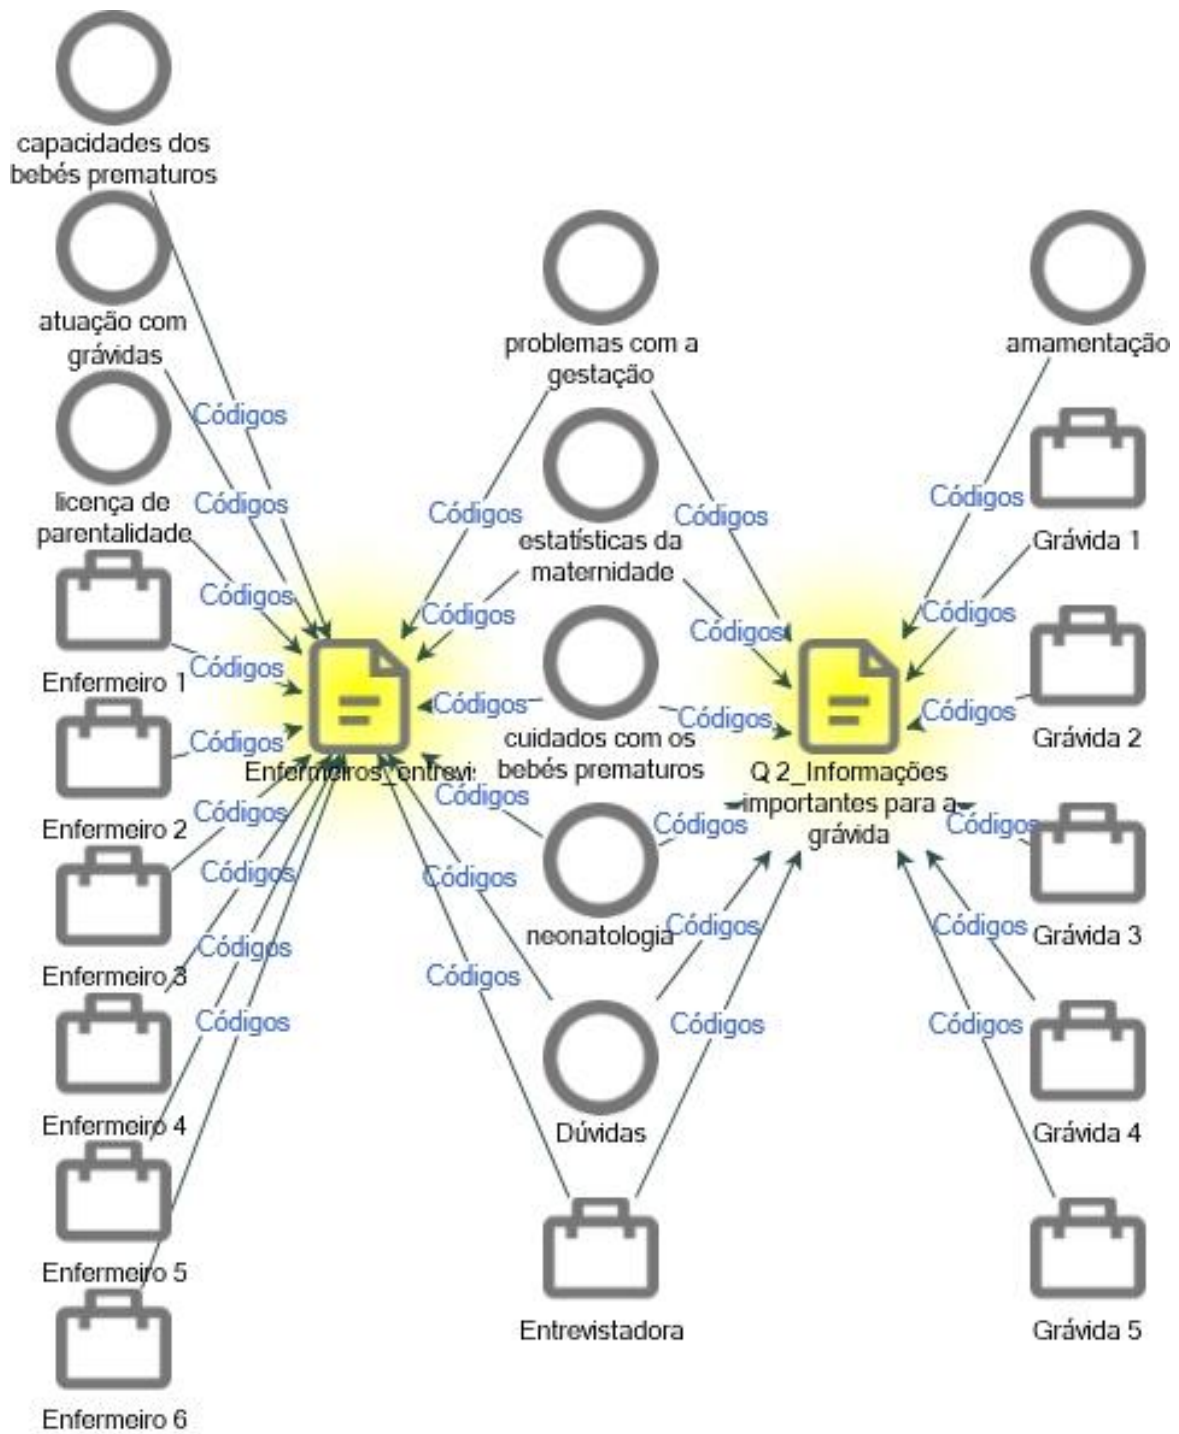 capacidades dos
bebés prematuros
atuação com
grávidas
licença de
parentalidade
Enfermeiro 1
Enfermeiro 2
Enfermeiro 3
Enfermeiro 4
Enfermeiro 5
Enfermeiro 6
Códigos
Códigos
Códigos
Códigos
Códigos
Códigos
Códigos
Códigos
Códigos
Enfermeiros_entrevi
problemas com a
gestação
estatísticas da
maternidade
cuidados com os
bebés prematuros
neonatologia
Dúvidas
Entrevistadora
Códigos
Códigos
Códigos
Códigos
Códigos
Códigos
Códigos
Códigos
Códigos
Códigos
Códigos
Códigos
Q 2_Informações
importantes para a
grávida
amamentação
Grávida 1
Grávida 2
Grávida 3
Grávida 4
Grávida 5
Códigos
Códigos
Códigos
Códigos
Códigos
Códigos